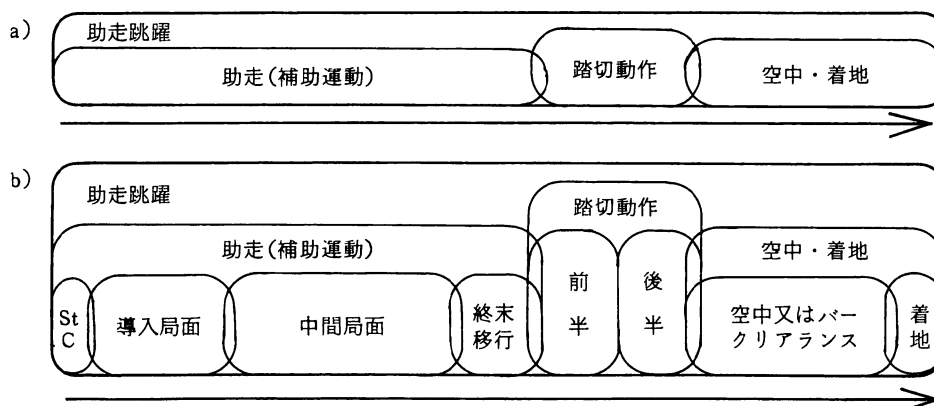 a)
助走跳躍
助走(補助運動)
踏切動作
空中・着地
b)
助走跳躍
助走(補助運動)
踏切動作
空中・着地
St
C
導入局面
中間局面
終末
移行
前
半
後
半
空中又はバー
クリアランス
着
地